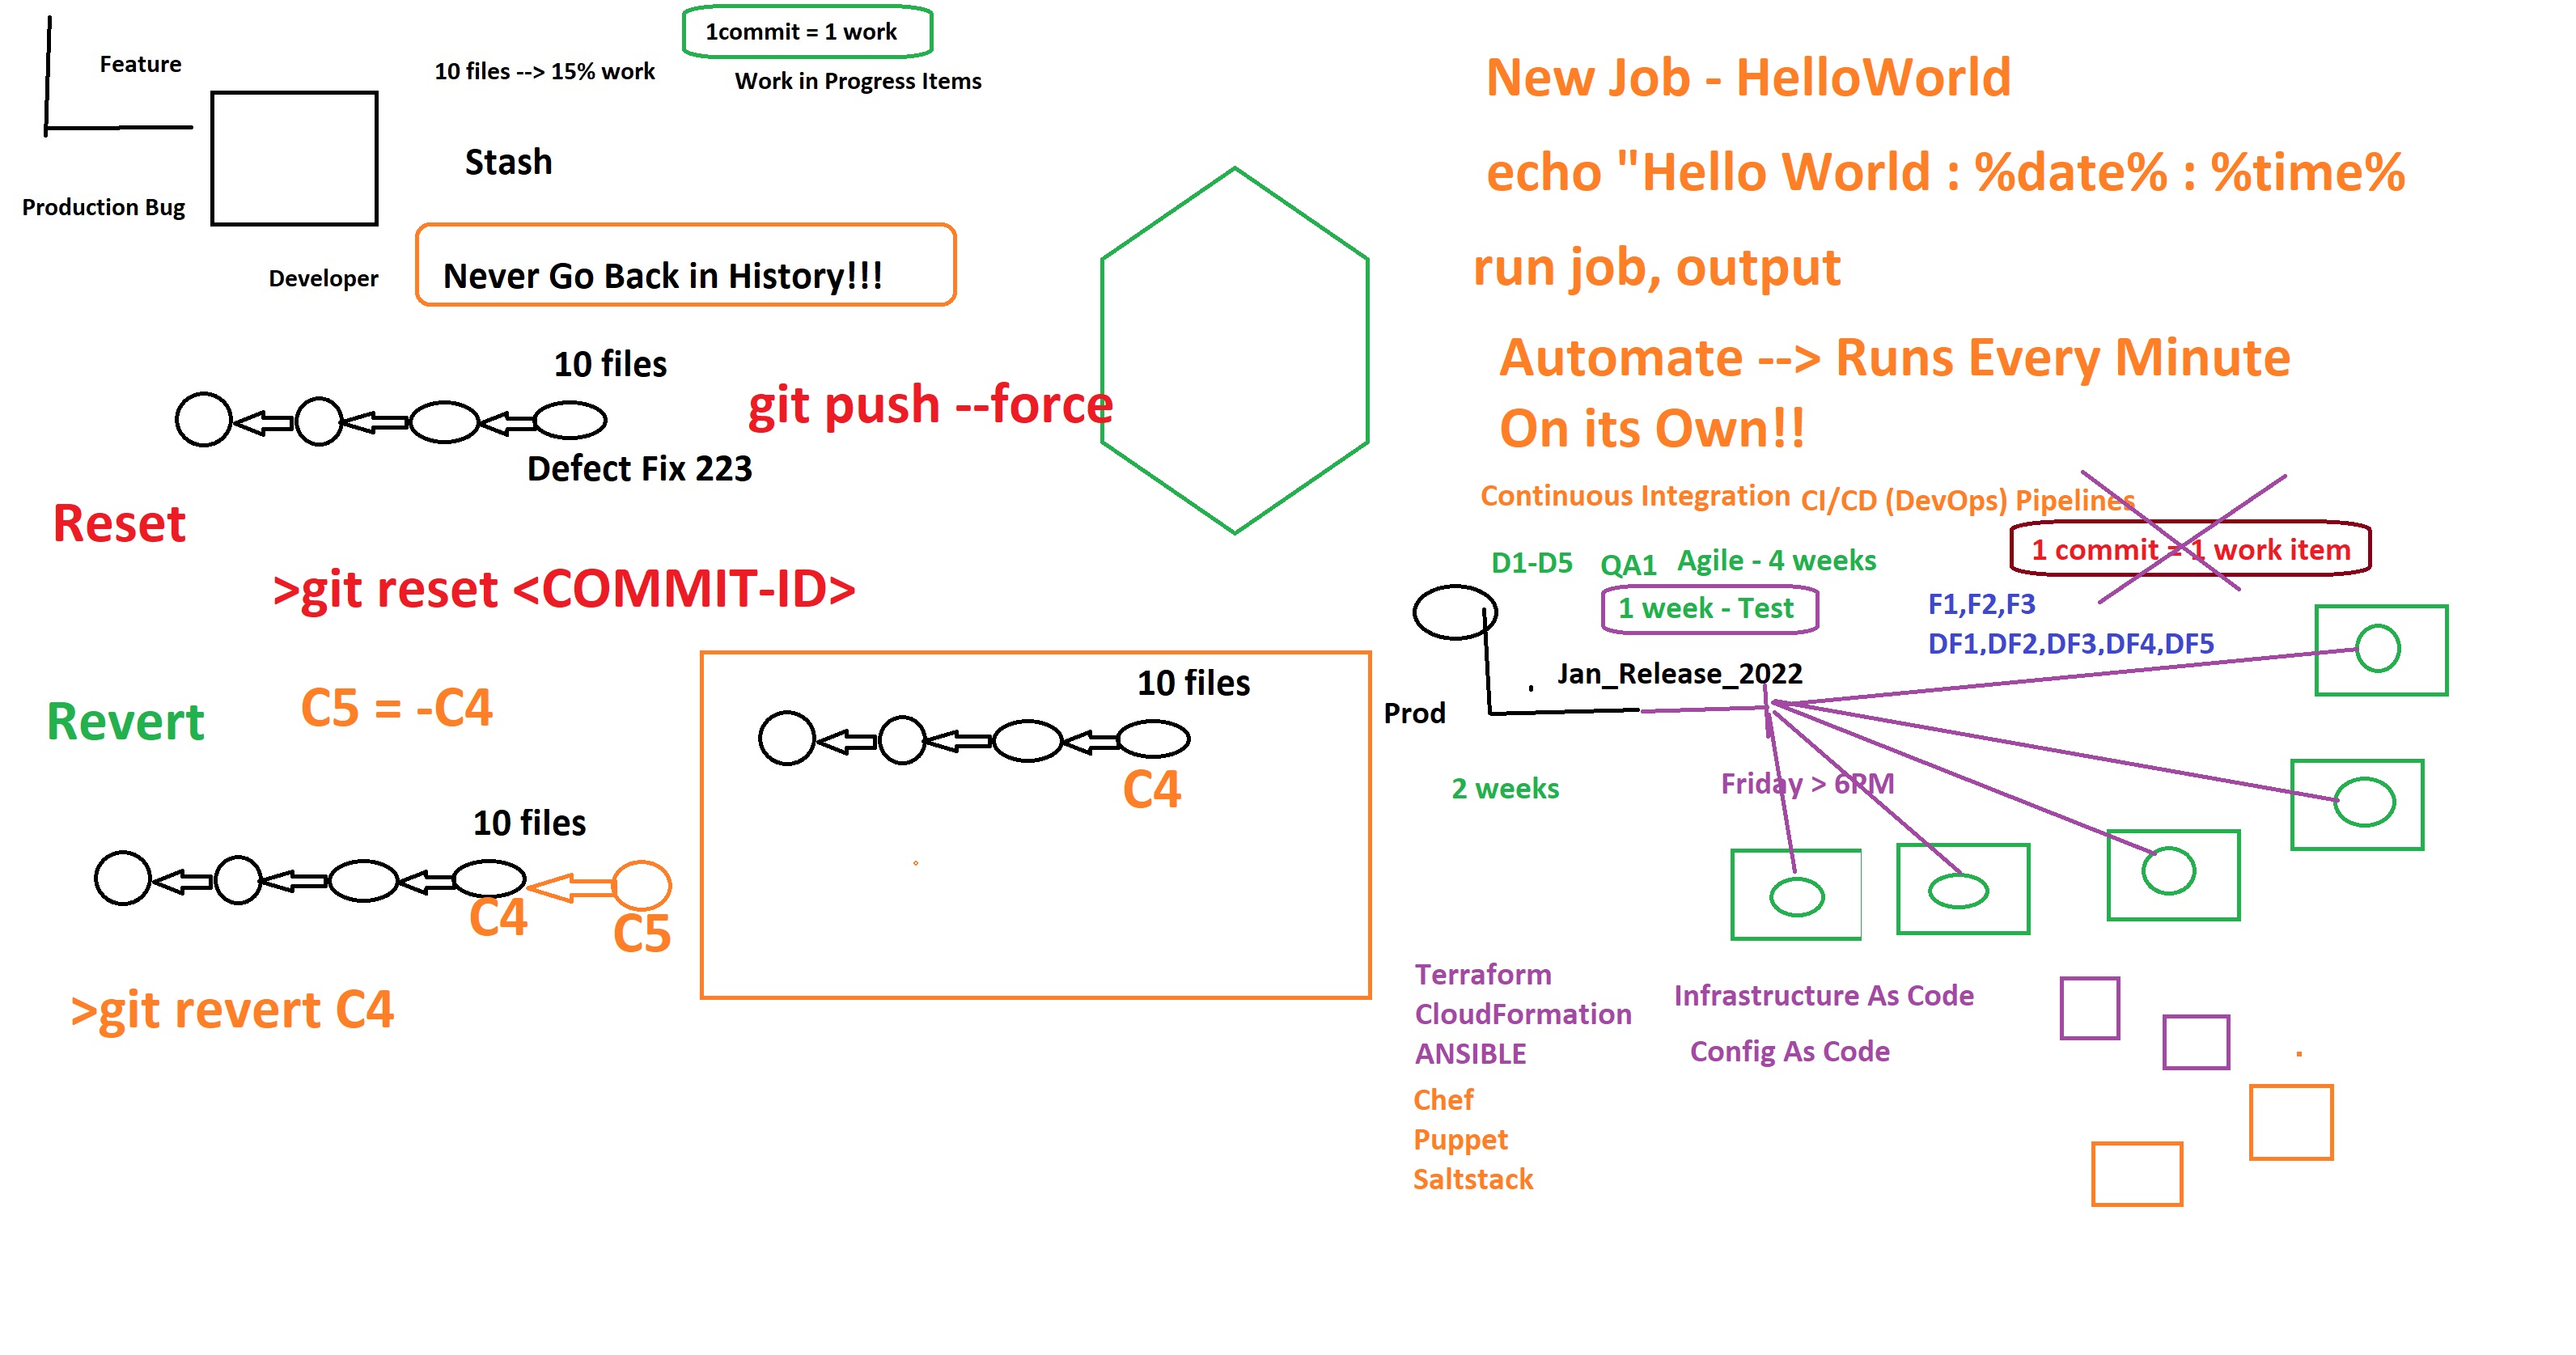 1commit = 1 work
Feature
10 files --> 15% work
Work in Progress Items
Stash
Production Bug
Developer
Never Go Back in History!!!
10 files
git push --force
Defect Fix 223
Reset
>git reset <COMMIT-ID>
Revert
C5 = -C4
10 files
C4
10 files
C4
C5
>git revert C4
New Job - HelloWorld
echo "Hello World : %date% : %time%
run job, output
Automate --> Runs Every Minute
On its Own!!
Continuous Integration
CI/CD (DevOps) Pipelines
1 commit = 1 work item
D1-D5
QA1
Agile - 4 weeks
1 week - Test
F1,F2,F3
DF1,DF2,DF3,DF4,DF5
Jan_Release_2022
Prod
2 weeks
Friday > 6PM
Terraform
CloudFormation
ANSIBLE
Infrastructure As Code
Config As Code
Chef
Puppet
Saltstack